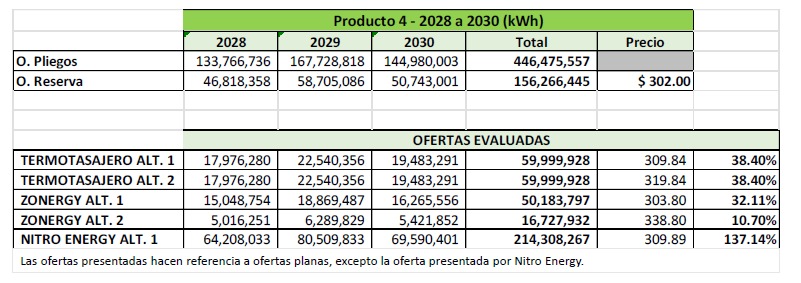 Producto 4 - 2028 a 2030 (kWh)
2028 2029 2030 Total Precio
O. Pliegos 133,766,736 167,728,818 144,980,003 446,475,557
O. Reserva 46,818,358 58,705,086 50,743,001 156,266,445 $ 302.00
OFERTAS EVALUADAS
TERMOTASAJERO ALT. 1 17,976,280 22,540,356 19,483,291 59,999,928 309.84 38.40%
TERMOTASAJERO ALT. 2 17,976,280 22,540,356 19,483,291 59,999,928 319.84 38.40%
ZONERGY ALT. 1 15,048,754 18,869,487 16,265,556 50,183,797 303.80 32.11%
ZONERGY ALT. 2 5,016,251 6,289,829 5,421,852 16,727,932 338.80 10.70%
NITRO ENERGY ALT. 1 64,208,033 80,509,833 69,590,401 214,308,267 309.89 137.14%
Las ofertas presentadas hacen referencia a ofertas planas, excepto la oferta presentada por Nitro Energy.